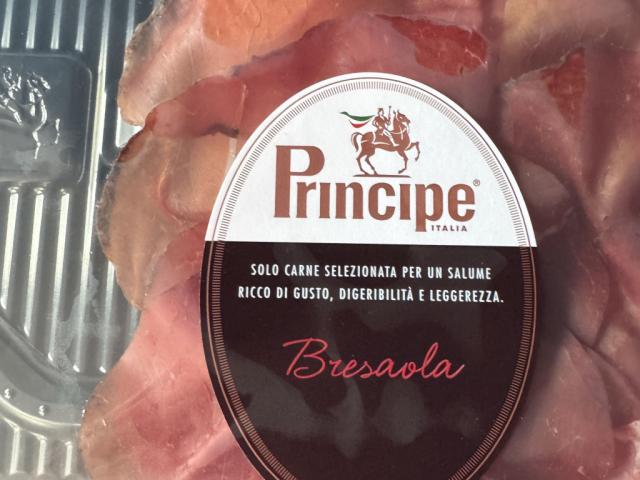 Principe®
ITALIA
SOLO CARNE SELEZIONATA PER UN SALUME
RICCO DI GUSTO, DIGERIBILITÀ E LEGGEREZZA.
Bresaola